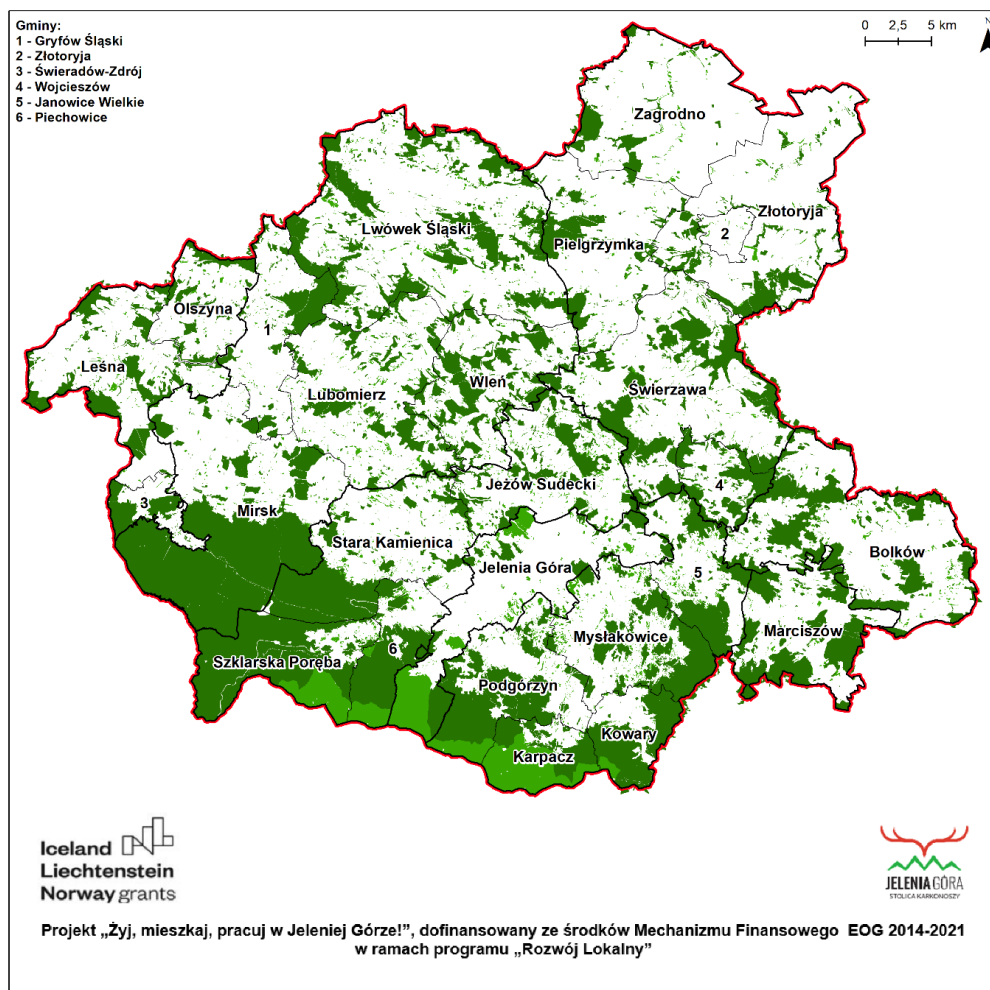 Gminy:
1 - Gryfów Śląski
2 - Złotoryja
3 - Świeradów-Zdrój
4 - Wojcieszów
5 - Janowice Wielkie
6 - Piechowice
0 2,5 5 km
N
Zagrodno
Złotoryja
2
Lwówek Śląski
Pielgrzymka
Olszyna
1
Leśna
Lubomierz
Wleń
Świerzawa
Jeżów Sudecki
4
3
Mirsk
Stara Kamienica
Bolków
Jelenia Góra
5
Mysłakowice
Marciszów
6
Szklarska Poręba
Podgórzyn
Kowary
Karpacz
Iceland
Liechtenstein
Norway grants
JELENIA GÓRA
STOLICA KARKONOSZY
Projekt „Żyj, mieszkaj, pracuj w Jeleniej Górze!”, dofinansowany ze środków Mechanizmu Finansowego EOG 2014-2021
w ramach programu „Rozwój Lokalny”